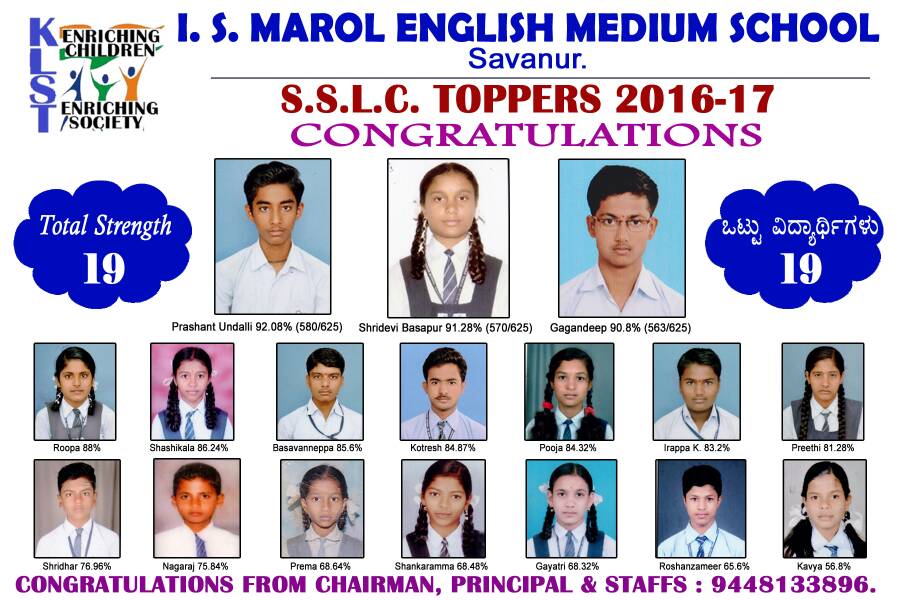 KLST
ENRICHING
CHILDREN
ENRICHING
SOCIETY
I. S. MAROL ENGLISH MEDIUM SCHOOL
Savanur.
S.S.L.C. TOPPERS 2016-17
CONGRATULATIONS
Total Strength
19
ಒಟ್ಟು ವಿದ್ಯಾರ್ಥಿಗಳು
19
Prashant Undalli 92.08% (580/625) Shridevi Basapur 91.28% (570/625) Gagandeep 90.8% (563/625)
Roopa 88% Shashikala 86.24% Basavanneppa 85.6% Kotresh 84.87% Pooja 84.32% Irappa K. 83.2% Preethi 81.28%
Shridhar 76.96% Nagaraj 75.84% Prema 68.64% Shankaramma 68.48% Gayatri 68.32% Roshanzameer 65.6% Kavya 56.8%
CONGRATULATIONS FROM CHAIRMAN, PRINCIPAL & STAFFS : 9448133896.